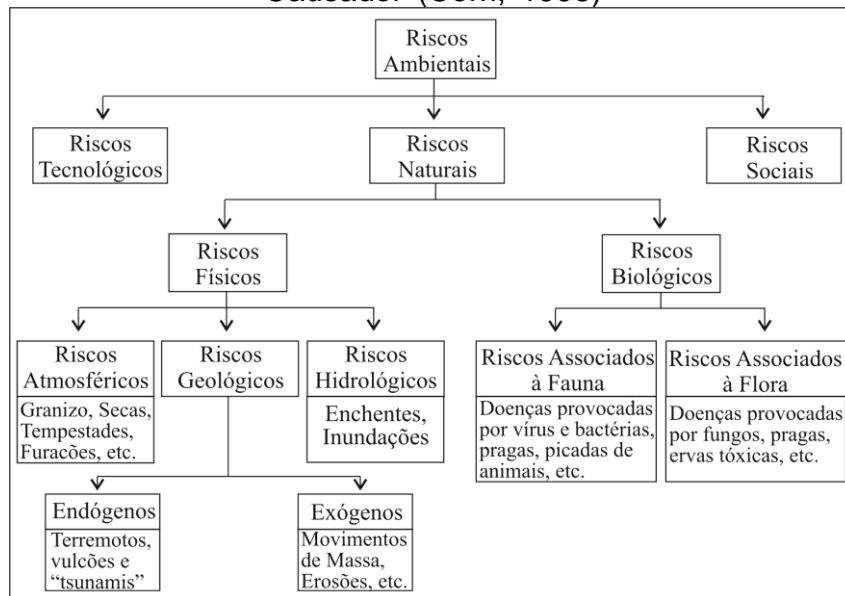 Riscos
Ambientais
Riscos
Tecnológicos
Riscos
Naturais
Riscos
Sociais
Riscos
Físicos
Riscos
Biológicos
Riscos
Atmosféricos
Granizo, Secas,
Tempestades,
Furacões, etc.
Riscos
Geológicos
Riscos
Hidrológicos
Enchentes,
Inundações
Riscos Associados
à Fauna
Doenças provocadas
por vírus e bactérias,
pragas, picadas de
animais, etc.
Riscos Associados
à Flora
Doenças provocadas
por fungos, pragas,
ervas tóxicas, etc.
Endógenos
Terremotos,
vulcões e
“tsunamis”
Exógenos
Movimentos
de Massa,
Erosões, etc.